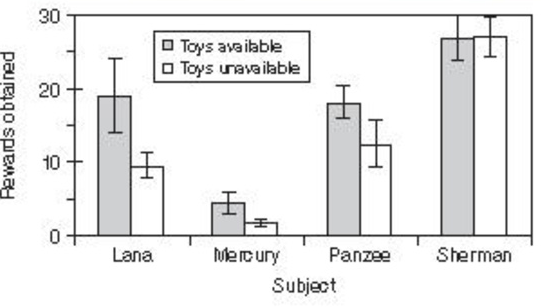 30
20
10
0
Rewards obtained
Toys available
Toys unavailable
Lana Mercury Panzee Sherman
Subject